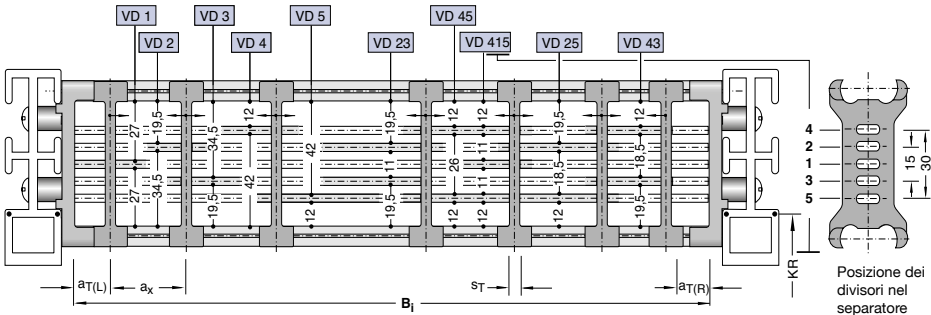 VD 1
VD 3
VD 5
VD 45
VD 2
VD 4
VD 23
VD 415
VD 25
VD 43
27
27
19,5
34,5
34,5
19,5
12
42
42
12
19,5
11
19,5
12
26
12
12
11
11
12
19,5
18,5
12
12
18,5
19,5
4
2
1
3
5
15
30
aT(L)
ax
Bi
sT
aT(R)
KR
Posizione dei
divisori nel
separatore